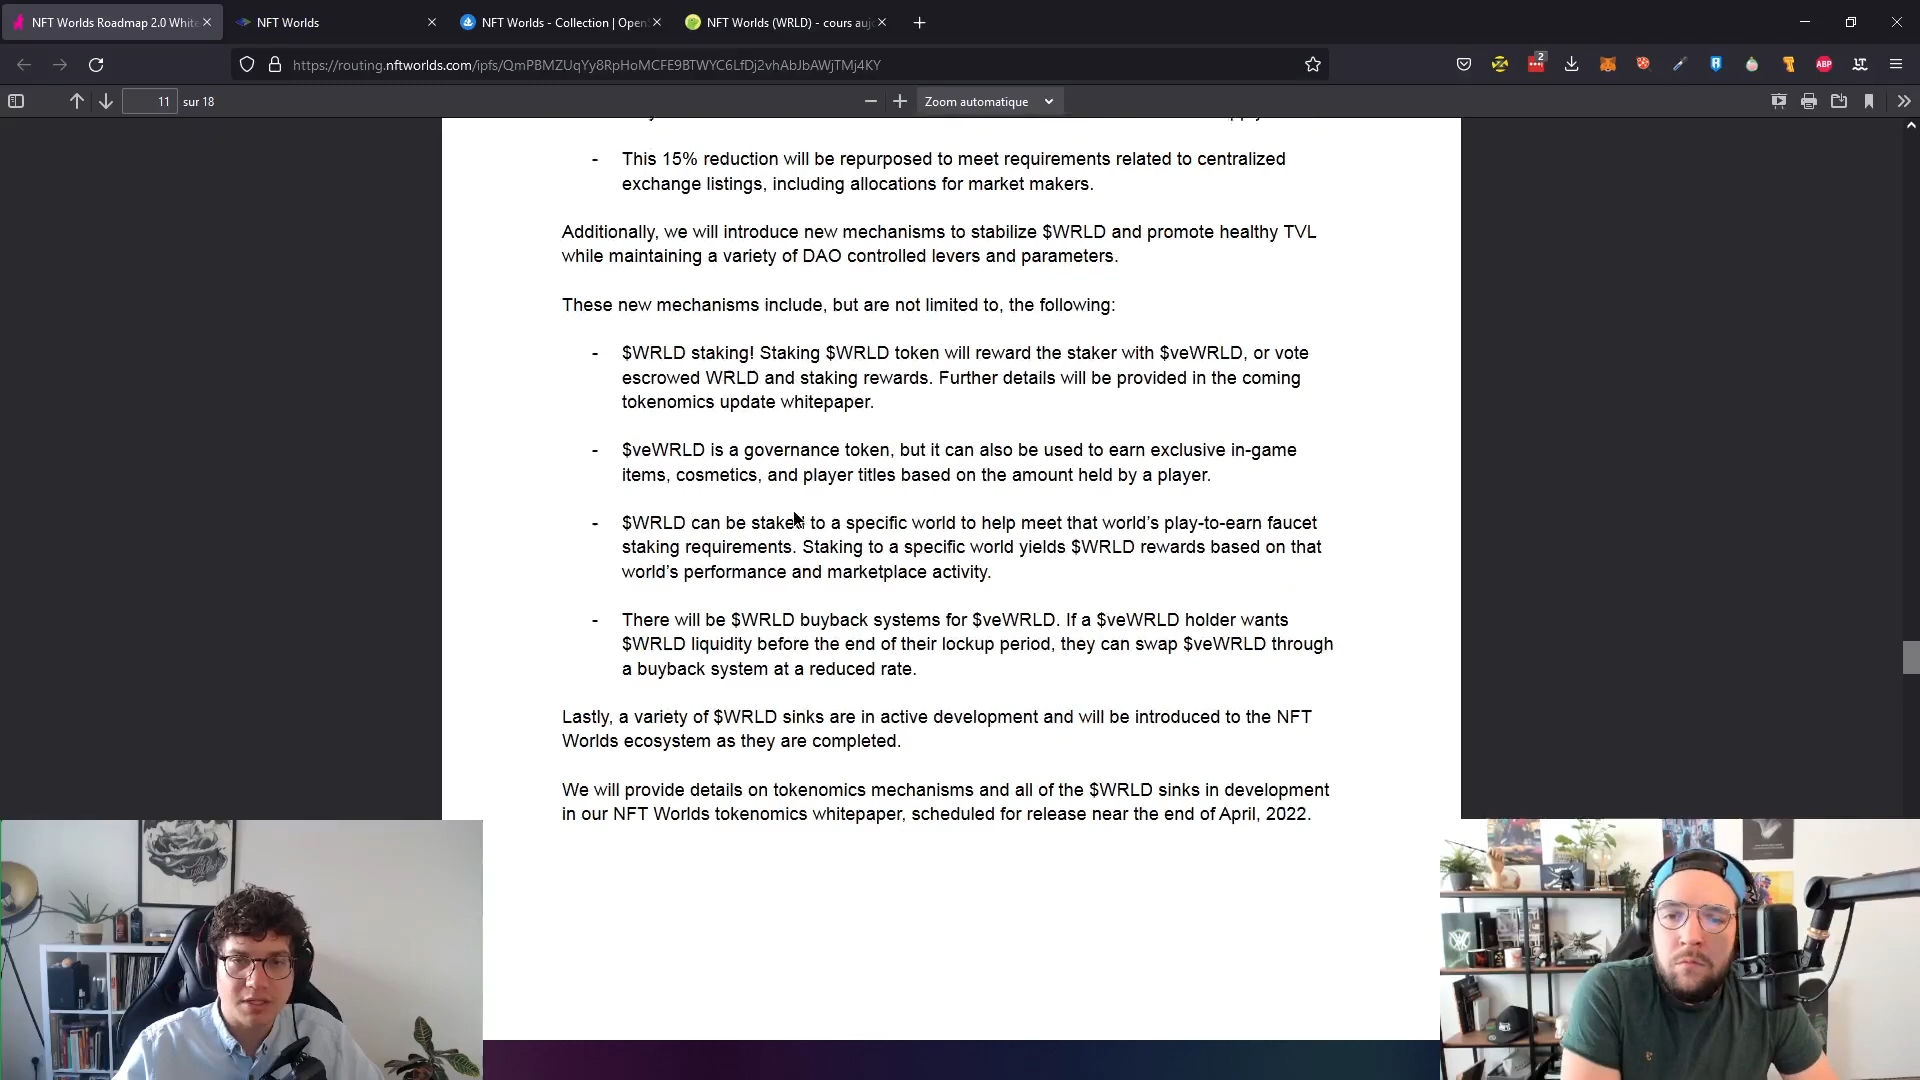 NFT Worlds Roadmap 2.0 White
NFT Worlds
NFT Worlds - Collection | Open
NFT Worlds (WRLD) - cours auj
https://routing.nftworlds.com/ipfs/QmPBMZUqYy8RpHoMCFE9BTWYC6LfDj2vhAbJbAWjTMj4KY
2
ABP
11 sur 18
Zoom automatique
- This 15% reduction will be repurposed to meet requirements related to centralized
exchange listings, including allocations for market makers.
Additionally, we will introduce new mechanisms to stabilize $WRLD and promote healthy TVL
while maintaining a variety of DAO controlled levers and parameters.
These new mechanisms include, but are not limited to, the following:
- $WRLD staking! Staking $WRLD token will reward the staker with $veWRLD, or vote
escrowed WRLD and staking rewards. Further details will be provided in the coming
tokenomics update whitepaper.
- $veWRLD is a governance token, but it can also be used to earn exclusive in-game
items, cosmetics, and player titles based on the amount held by a player.
- $WRLD can be staked to a specific world to help meet that world's play-to-earn faucet
staking requirements. Staking to a specific world yields $WRLD rewards based on that
world's performance and marketplace activity.
- There will be $WRLD buyback systems for $veWRLD. If a $veWRLD holder wants
$WRLD liquidity before the end of their lockup period, they can swap $veWRLD through
a buyback system at a reduced rate.
Lastly, a variety of $WRLD sinks are in active development and will be introduced to the NFT
Worlds ecosystem as they are completed.
We will provide details on tokenomics mechanisms and all of the $WRLD sinks in development
in our NFT Worlds tokenomics whitepaper, scheduled for release near the end of April, 2022.